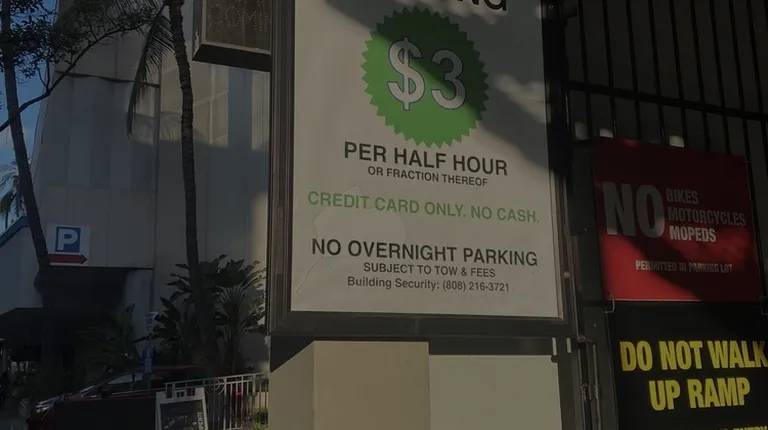 COMIN
$3
PER HALF HOUR
OR FRACTION THEREOF
CREDIT CARD ONLY. NO CASH.
NO OVERNIGHT PARKING
SUBJECT TO TOW & FEES
Building Security: (808) 216-3721
P
NO BIKES
MOTORCYCLES
MOPEDS
PERMITTED IN PARKING LOT
DO NOT WALK
UP RAMP